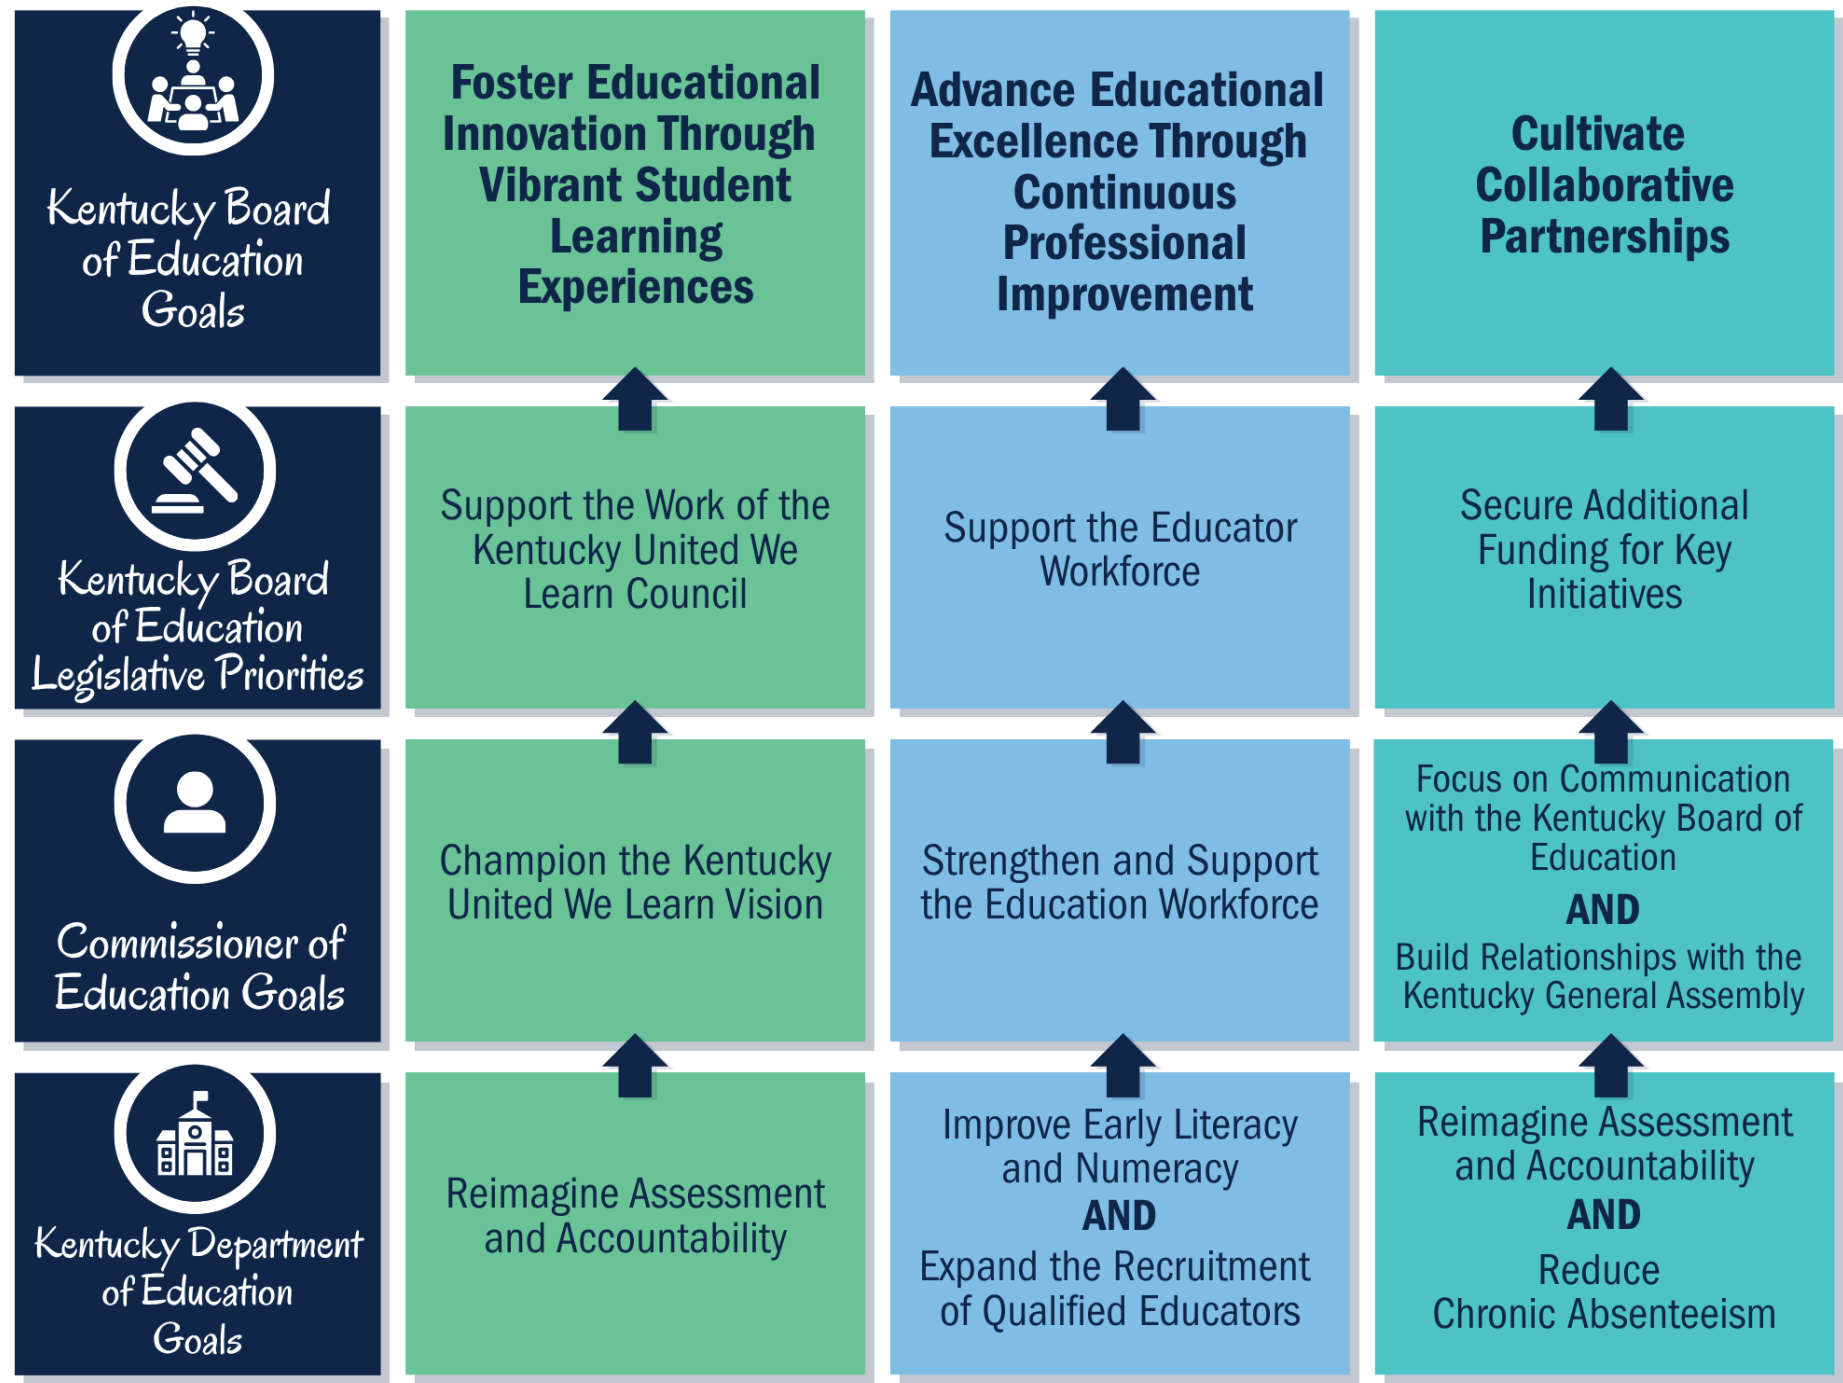 Kentucky Board
of Education
Goals
Foster Educational
Innovation Through
Vibrant Student
Learning
Experiences
Advance Educational
Excellence Through
Continuous
Professional
Improvement
Cultivate
Collaborative
Partnerships
Kentucky Board
of Education
Legislative Priorities
Support the Work of the
Kentucky United We
Learn Council
Support the Educator
Workforce
Secure Additional
Funding for Key
Initiatives
Commissioner of
Education Goals
Champion the Kentucky
United We Learn Vision
Strengthen and Support
the Education Workforce
Focus on Communication
with the Kentucky Board of
Education
AND
Build Relationships with the
Kentucky General Assembly
Kentucky Department
of Education
Goals
Reimagine Assessment
and Accountability
Improve Early Literacy
and Numeracy
AND
Expand the Recruitment
of Qualified Educators
Reimagine Assessment
and Accountability
AND
Reduce
Chronic Absenteeism